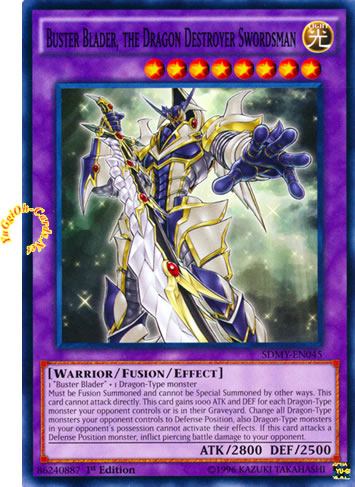 BUSTER BLADER, THE DRAGON DESTROYER SWORDSMAN
LIGHT
光
YuGgiOh-Cards.Net
SDMY-EN045
[WARRIOR/FUSION/EFFECT]
1 "Buster Blader" + 1 Dragon-Type monster
Must be Fusion Summoned and cannot be Special Summoned by other ways. This
card cannot attack directly. This card gains 1000 ATK and DEF for each Dragon-Type
monster your opponent controls or is in their Graveyard. Change all Dragon-Type
monsters your opponent controls to Defense Position, also Dragon-Type monsters
in your opponent's possession cannot activate their effects. If this card attacks a
Defense Position monster, inflict piercing battle damage to your opponent.
ATK/2800 DEF/2500
86240887 1st Edition ©1996 KAZUKI TAKAHASHI